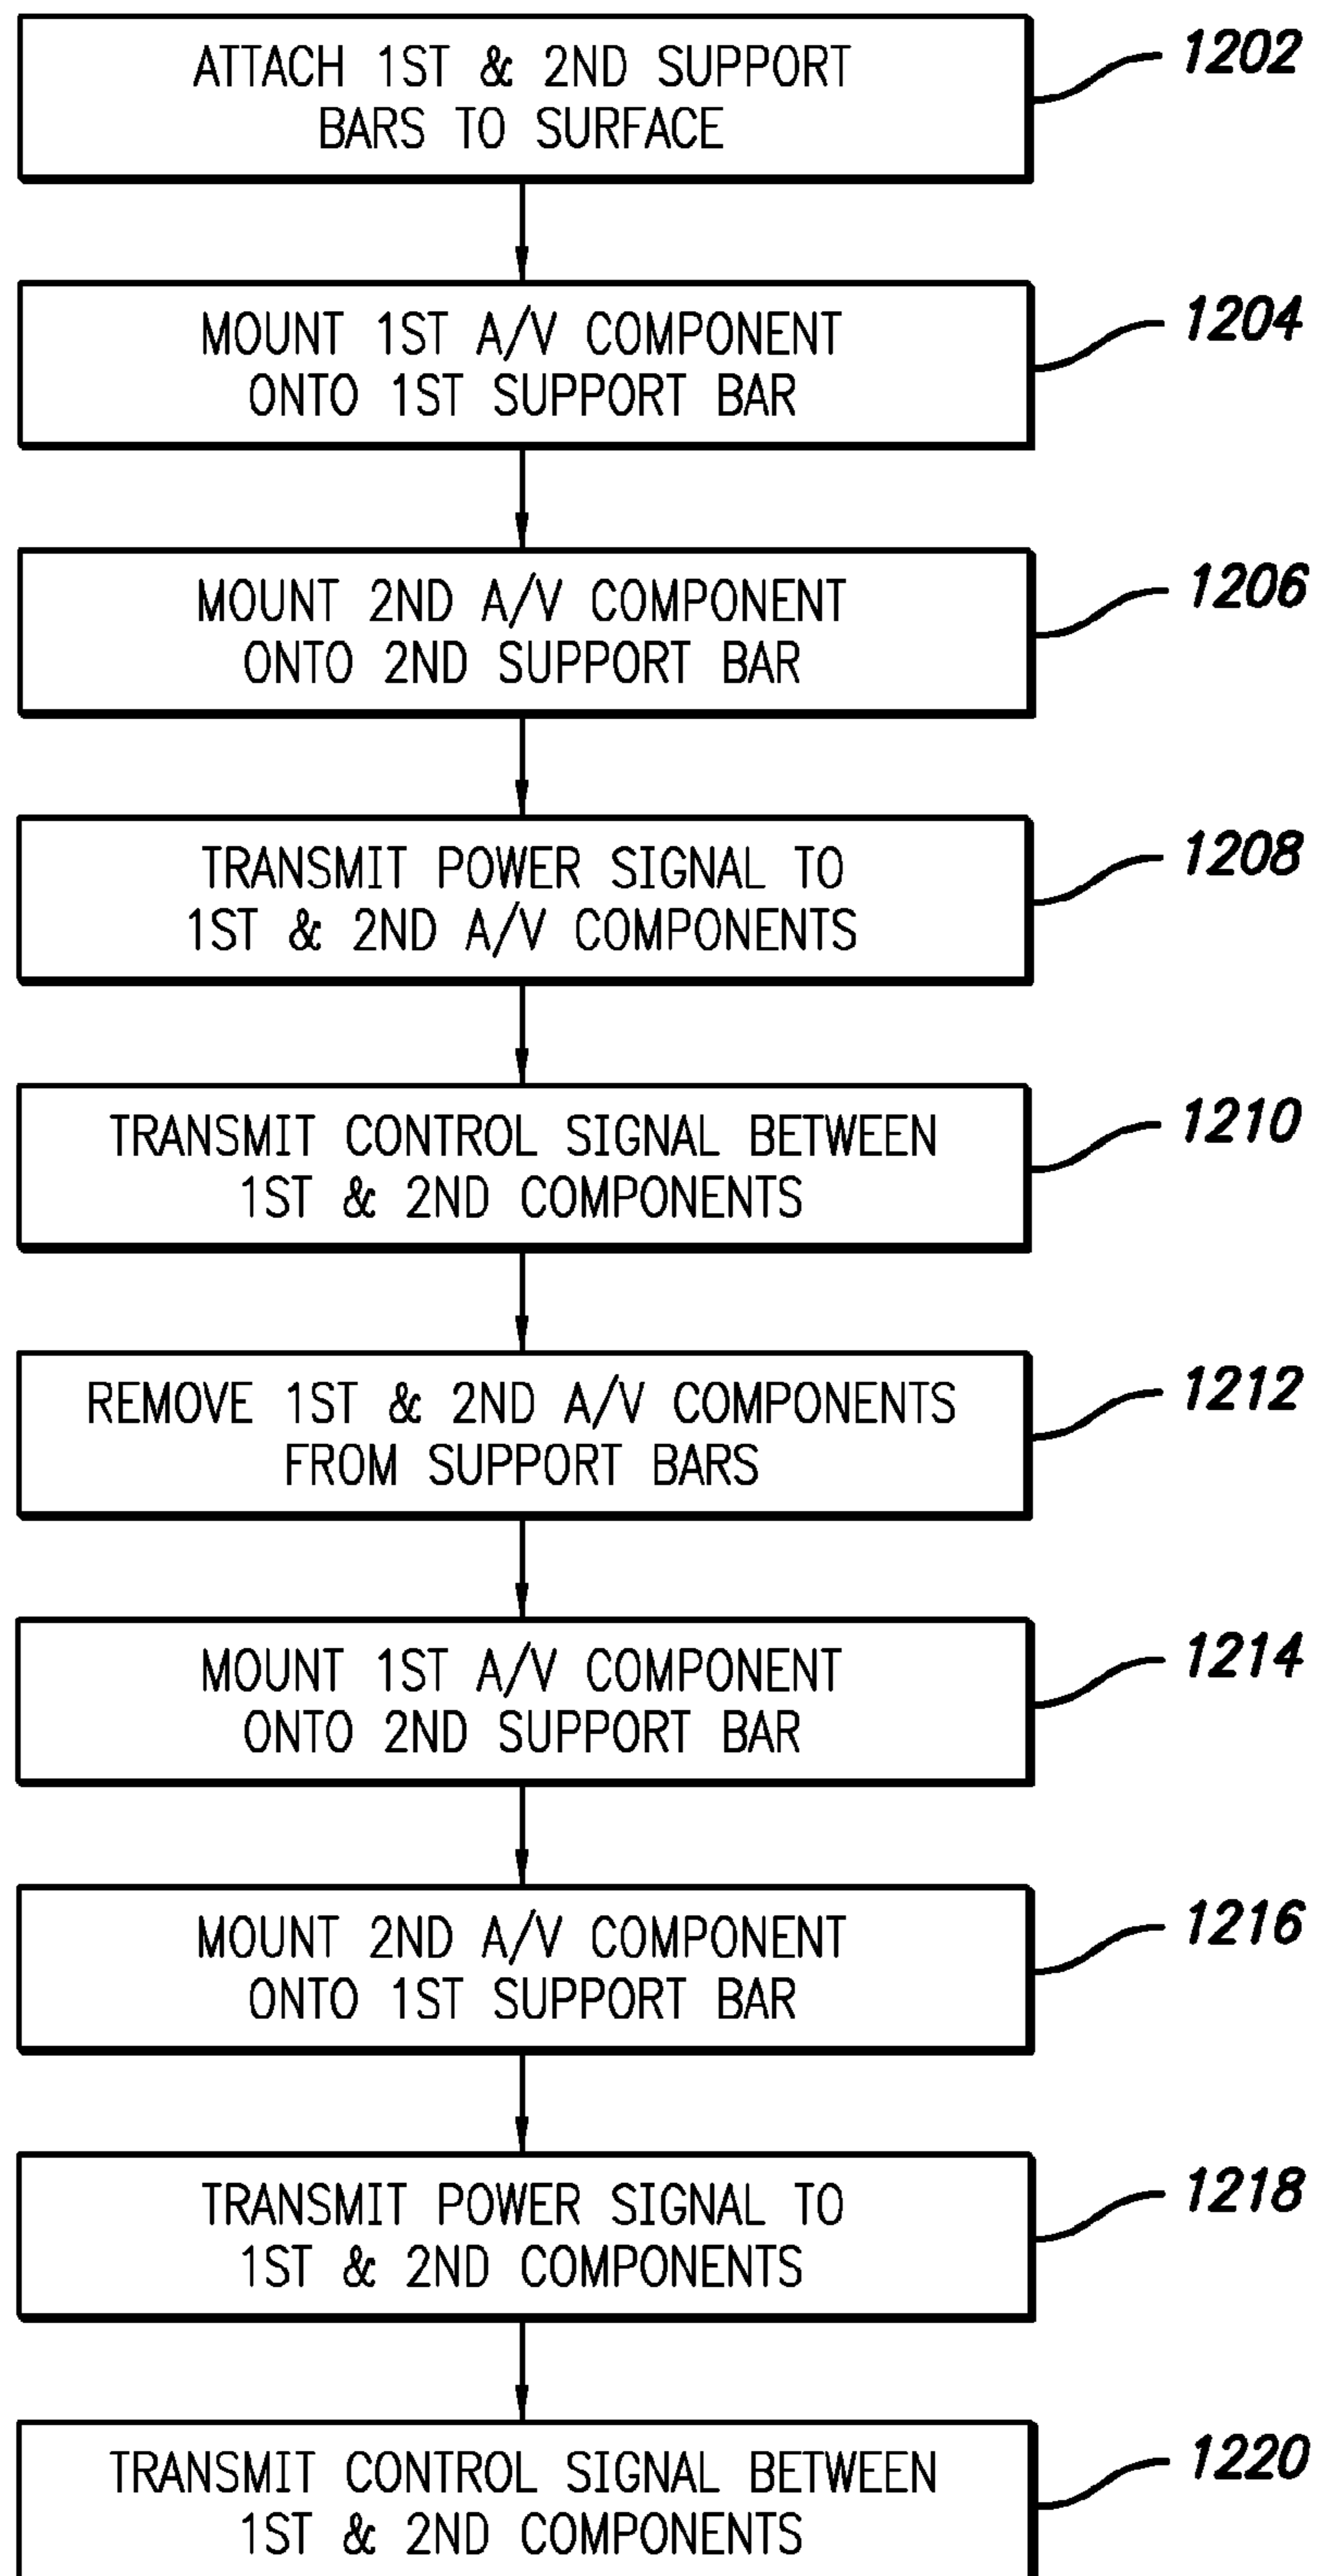 ATTACH 1ST & 2ND SUPPORT
BARS TO SURFACE
1202
MOUNT 1ST A/V COMPONENT
ONTO 1ST SUPPORT BAR
1204
MOUNT 2ND A/V COMPONENT
ONTO 2ND SUPPORT BAR
1206
TRANSMIT POWER SIGNAL TO
1ST & 2ND A/V COMPONENTS
1208
TRANSMIT CONTROL SIGNAL BETWEEN
1ST & 2ND COMPONENTS
1210
REMOVE 1ST & 2ND A/V COMPONENTS
FROM SUPPORT BARS
1212
MOUNT 1ST A/V COMPONENT
ONTO 2ND SUPPORT BAR
1214
MOUNT 2ND A/V COMPONENT
ONTO 1ST SUPPORT BAR
1216
TRANSMIT POWER SIGNAL TO
1ST & 2ND COMPONENTS
1218
TRANSMIT CONTROL SIGNAL BETWEEN
1ST & 2ND COMPONENTS
1220